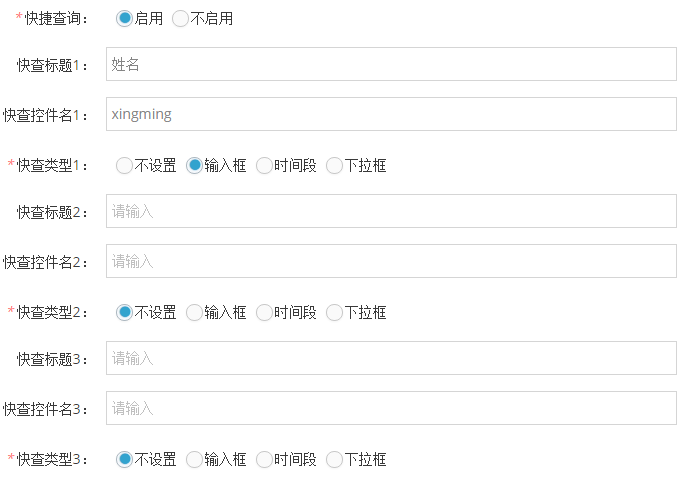 *快捷查询： 启用 不启用
快查标题1： 姓名
快查控件名1： xingming
*快查类型1： 不设置 输入框 时间段 下拉框
快查标题2： 请输入
快查控件名2： 请输入
*快查类型2： 不设置 输入框 时间段 下拉框
快查标题3： 请输入
快查控件名3： 请输入
*快查类型3： 不设置 输入框 时间段 下拉框